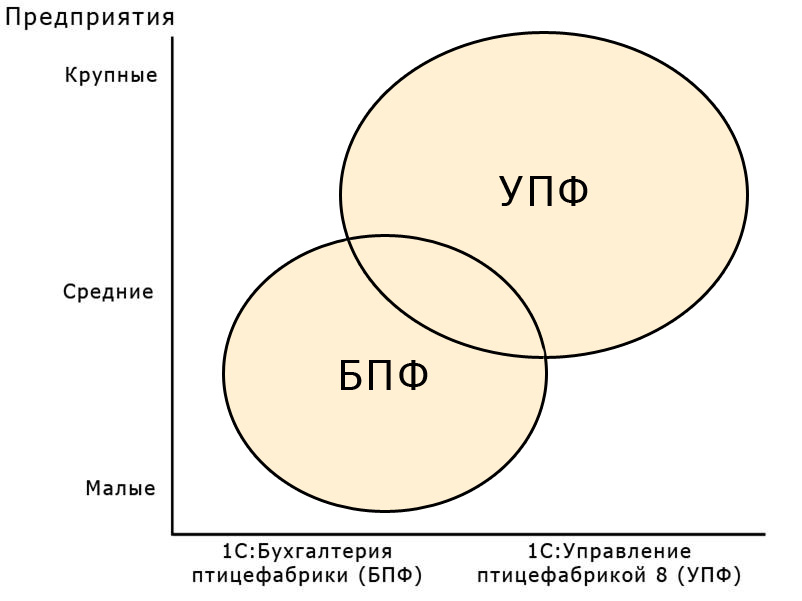 Предприятия
Крупные
УПФ
Средние
БПФ
Малые
1С:Бухгалтерия
птицефабрики (БПФ)
1С:Управление
птицефабрикой 8 (УПФ)